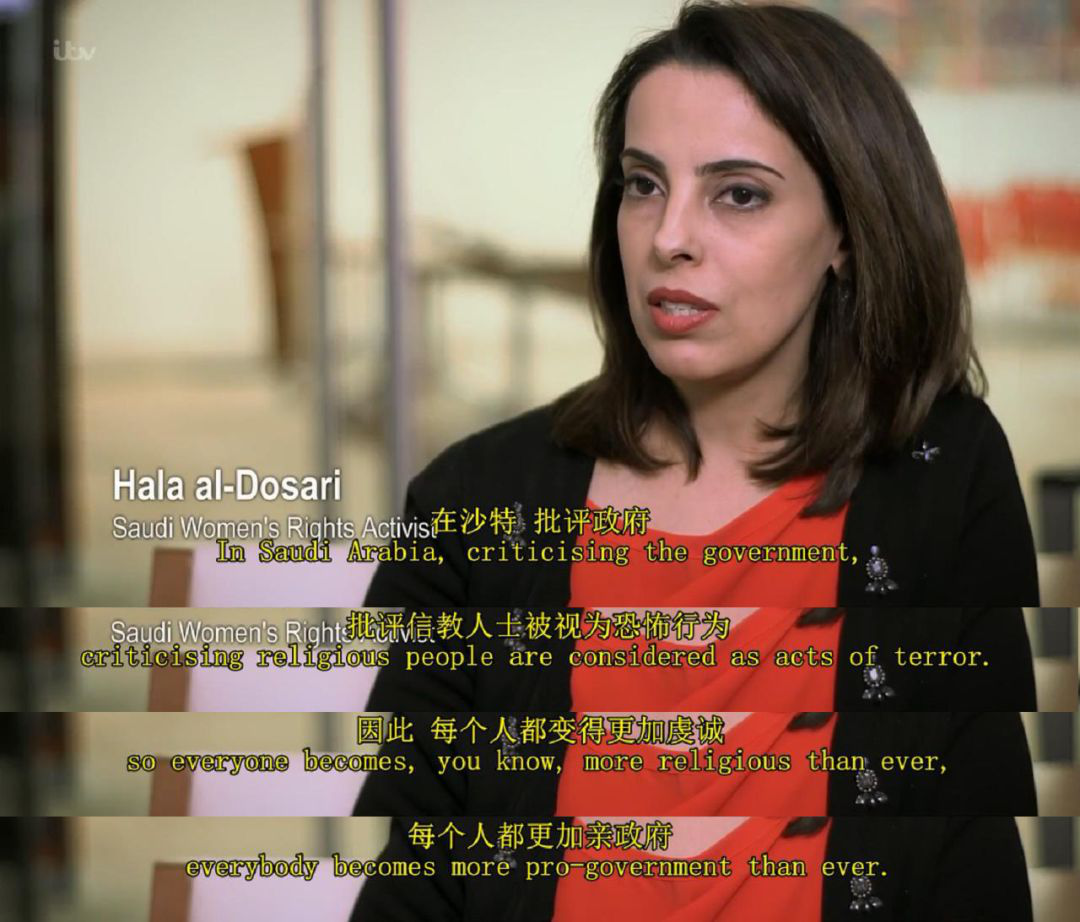 itv
Hala al-Dosari
Saudi Women's Rights Activist
在沙特 批评政府
In Saudi Arabia, criticising the government,
Saudi Women's Rights Activist
批评信教人士被视为恐怖行为
criticising religious people are considered as acts of terror.
因此 每个人都变得更加虔诚
so everyone becomes, you know, more religious than ever,
每个人都更加亲政府
everybody becomes more pro-government than ever.